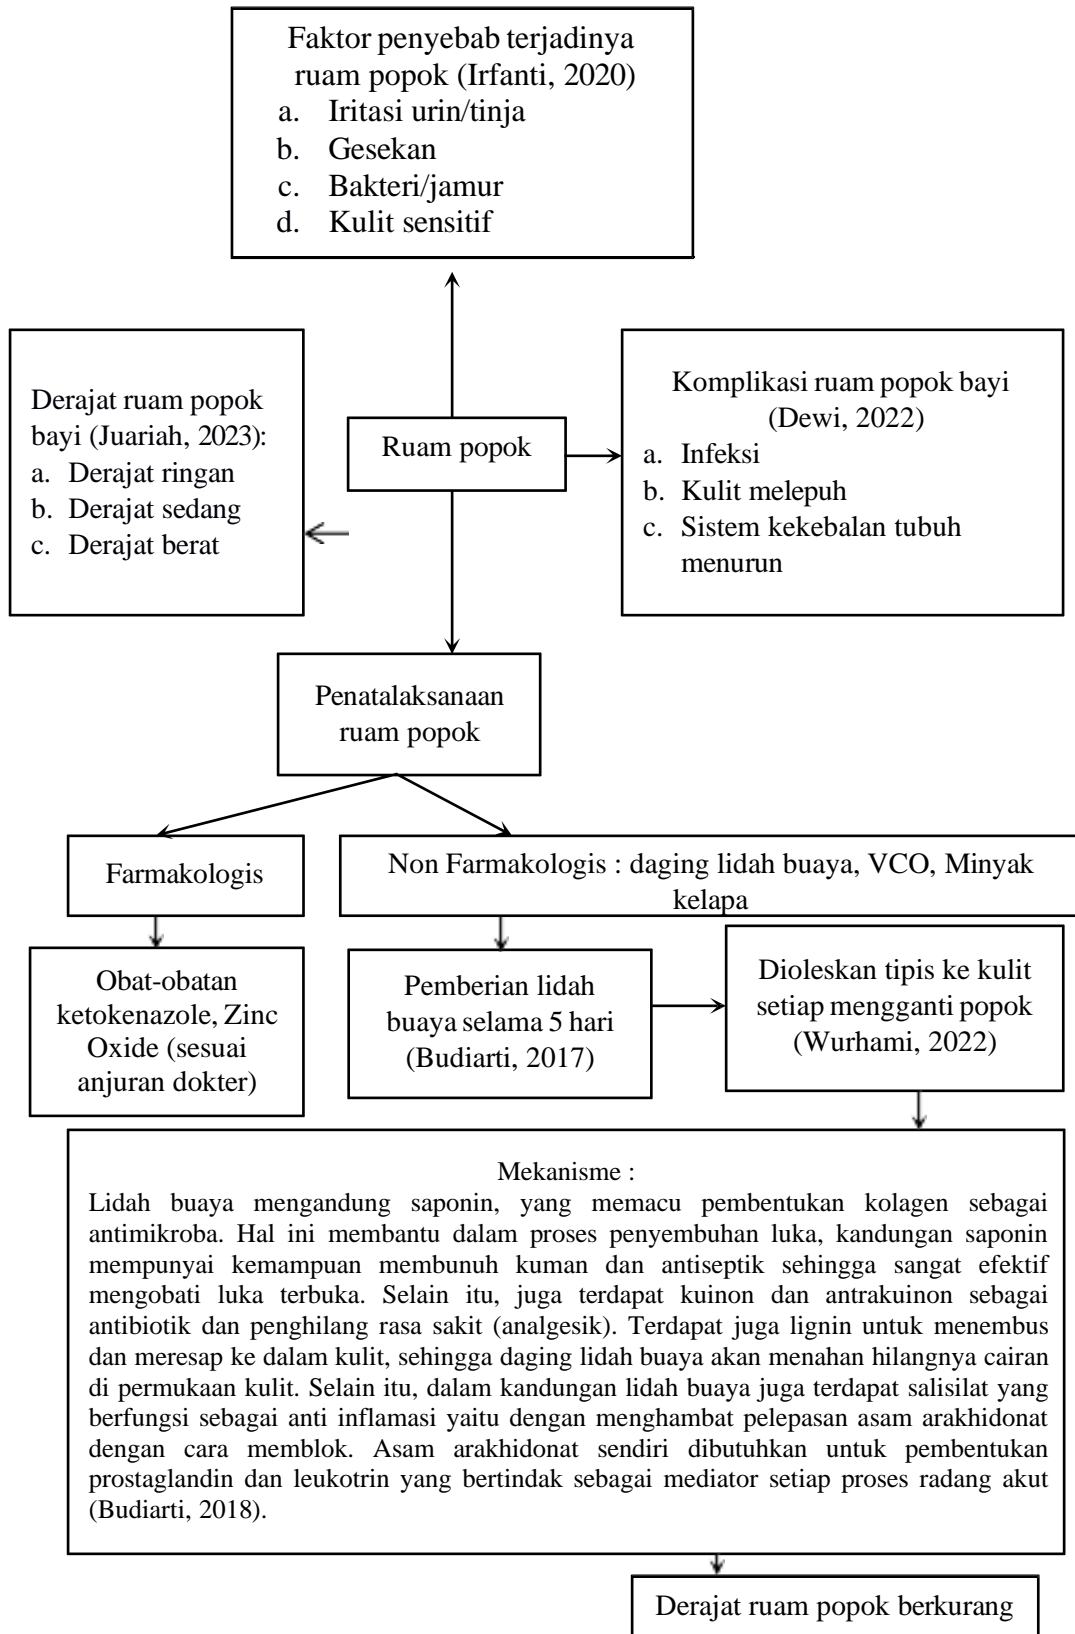 Faktor penyebab terjadinya
ruam popok (Irfanti, 2020)
a. Iritasi urin/tinja
b. Gesekan
c. Bakteri/jamur
d. Kulit sensitif
Derajat ruam popok
bayi (Juariah, 2023):
a. Derajat ringan
b. Derajat sedang
c. Derajat berat
Ruam popok
Komplikasi ruam popok bayi
(Dewi, 2022)
a. Infeksi
b. Kulit melepuh
c. Sistem kekebalan tubuh
menurun
Penatalaksanaan
ruam popok
Farmakologis
Non Farmakologis : daging lidah buaya, VCO, Minyak
kelapa
Obat-obatan
ketokenazole, Zinc
Oxide (sesuai
anjuran dokter)
Pemberian lidah
buaya selama 5 hari
(Budiarti, 2017)
Dioleskan tipis ke kulit
setiap mengganti popok
(Wurhami, 2022)
Mekanisme :
Lidah buaya mengandung saponin, yang memacu pembentukan kolagen sebagai
antimikroba. Hal ini membantu dalam proses penyembuhan luka, kandungan saponin
mempunyai kemampuan membunuh kuman dan antiseptik sehingga sangat efektif
mengobati luka terbuka. Selain itu, juga terdapat kuinon dan antrakuinon sebagai
antibiotik dan penghilang rasa sakit (analgesik). Terdapat juga lignin untuk menembus
dan meresap ke dalam kulit, sehingga daging lidah buaya akan menahan hilangnya cairan
di permukaan kulit. Selain itu, dalam kandungan lidah buaya juga terdapat salisilat yang
berfungsi sebagai anti inflamasi yaitu dengan menghambat pelepasan asam arakhidonat
dengan cara memblok. Asam arakhidonat sendiri dibutuhkan untuk pembentukan
prostaglandin dan leukotrin yang bertindak sebagai mediator setiap proses radang akut
(Budiarti, 2018).
Derajat ruam popok berkurang